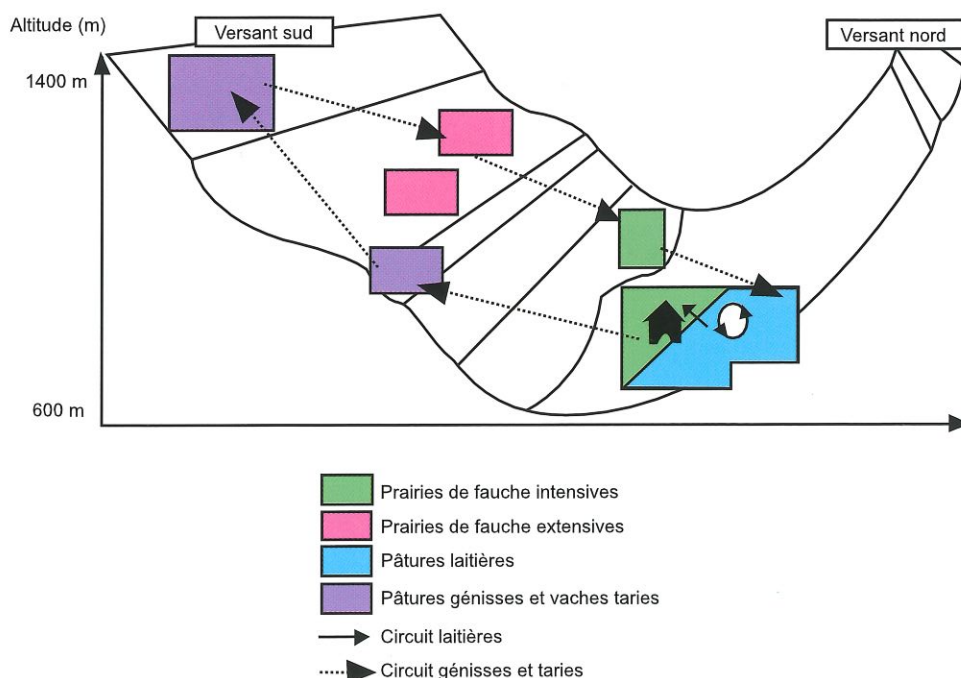 Altitude (m)
Versant sud
Versant nord
1400 m
600 m
Prairies de fauche intensives
Prairies de fauche extensives
Pâtures laitières
Pâtures génisses et vaches taries
Circuit laitières
Circuit génisses et taries